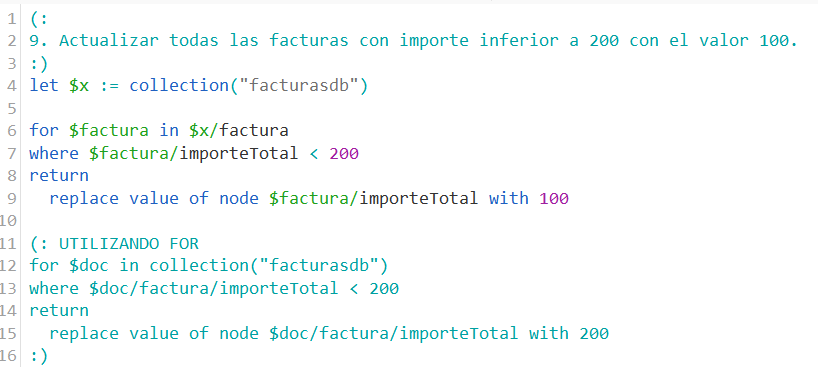 1 (:
2 9. Actualizar todas las facturas con importe inferior a 200 con el valor 100.
3 :)
4 let $x := collection("facturasdb")
5
6 for $factura in $x/factura
7 where $factura/importeTotal < 200
8 return
9   replace value of node $factura/importeTotal with 100
10
11 (: UTILIZANDO FOR
12 for $doc in collection("facturasdb")
13 where $doc/factura/importeTotal < 200
14 return
15   replace value of node $doc/factura/importeTotal with 200
16 :)